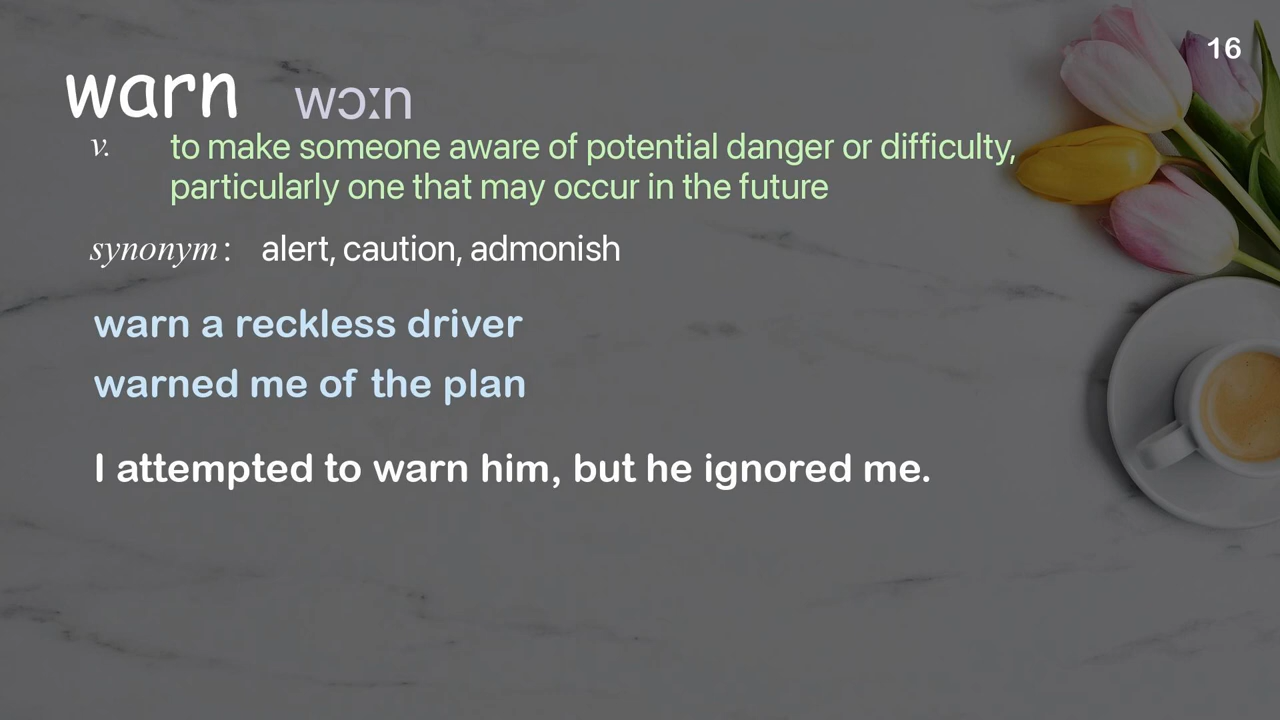 16
warn wɔːn
v. to make someone aware of potential danger or difficulty,
particularly one that may occur in the future
synonym: alert, caution, admonish
warn a reckless driver
warned me of the plan
I attempted to warn him, but he ignored me.